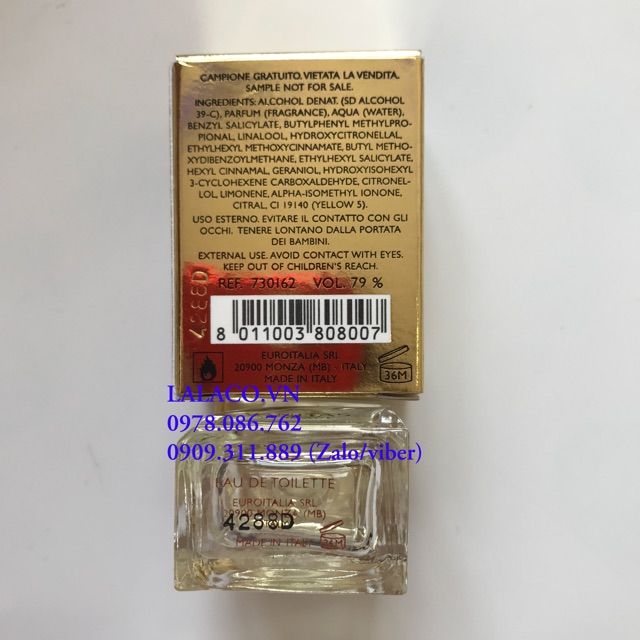 CAMPIONE GRATUITO. VIETATA LA VENDITA.
SAMPLE NOT FOR SALE.
INGREDIENTS: ALCOHOL DENAT. (SD ALCOHOL
39-C), PARFUM (FRAGRANCE), AQUA (WATER),
BENZYL SALICYLATE, BUTYLPHENYL METHYLPRO-
PIONAL, LINALOOL, HYDROXYCITRONELLAL,
ETHYLHEXYL METHOXYCINNAMATE, BUTYL METHO-
XYDIBENZOYLMETHANE, ETHYLHEXYL SALICYLATE,
HEXYL CINNAMAL, GERANIOL, HYDROXYISOHEXYL
3-CYCLOHEXENE CARBOXALDEHYDE, CITRONEL-
LOL, LIMONENE, ALPHA-ISOMETHYL IONONE,
CITRAL, CI 19140 (YELLOW 5).
USO ESTERNO. EVITARE IL CONTATTO CON GLI
OCCHI. TENERE LONTANO DALLA PORTATA
DEI BAMBINI.
EXTERNAL USE. AVOID CONTACT WITH EYES.
KEEP OUT OF CHILDREN'S REACH.
4288D
REF. 730162 VOL. 79 %
8 011003 808007
EUROITALIA SRL
20900 MONZA (MB) - ITALY
MADE IN ITALY
36M
LALACO.VN
0978.086.762
0909.311.889 (Zalo/viber)
EAU DE TOILETTE
EUROITALIA SRL
20900 MONZA (MB)
4288D
MADE IN ITALY
36M